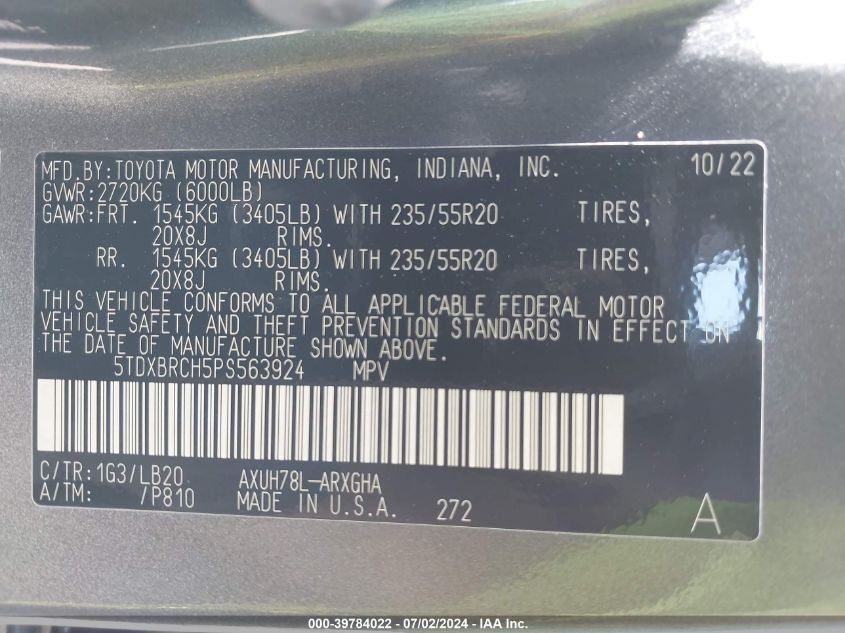 MFD.BY:TOYOTA MOTOR MANUFACTURING, INDIANA, INC. 10/22
GVWR:2720KG (6000LB)
GAWR:FRT. 1545KG (3405LB) WITH 235/55R20 TIRES,
20X8J RIMS.
RR. 1545KG (3405LB) WITH 235/55R20 TIRES,
20X8J RIMS.
THIS VEHICLE CONFORMS TO ALL APPLICABLE FEDERAL MOTOR
VEHICLE SAFETY AND THEFT PREVENTION STANDARDS IN EFFECT ON
THE DATE OF MANUFACTURE SHOWN ABOVE.
5TDXBRCH5PS563924 MPV
C/TR:1G3/LB20 AXUH78L-ARXGHA
A/TM: /P810 MADE IN U.S.A. 272 A
000-39784022 - 07/02/2024 - IAA Inc.